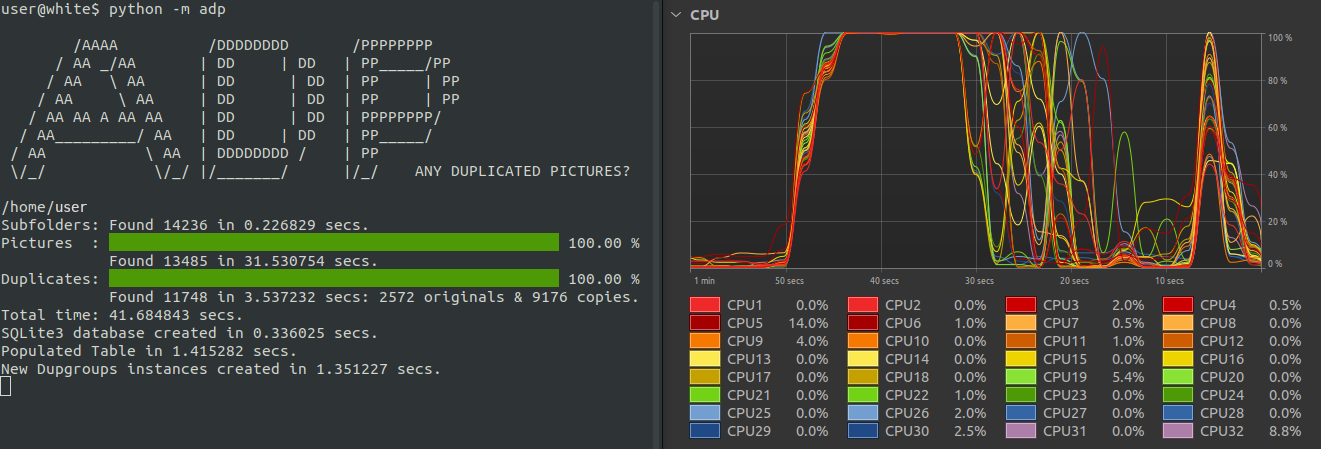 user@white$ python -m adp
         /AAAA          /DDDDDDDD       /PPPPPPPP
       / AA _/AA       | DD     | DD   | PP_____/PP
      / AA   \ AA      | DD      | DD  | PP     | PP
     / AA     \ AA     | DD      | DD  | PP     | PP
    / AA AA A AA AA    | DD      | DD  | PPPPPPPP/
   / AA_________/ AA   | DD     | DD   | PP_____/
 / AA           \ AA  | DDDDDDDD /    | PP
 \/_/            \/_/ |/_______/      |/_/    ANY DUPLICATED PICTURES?
/home/user
Subfolders: Found 14236 in 0.226829 secs.
Pictures  : 100.00 %
Found 13485 in 31.530754 secs.
Duplicates: 100.00 %
Found 11748 in 3.537232 secs: 2572 originals & 9176 copies.
Total time: 41.684843 secs.
SQLite3 database created in 0.336025 secs.
Populated Table in 1.415282 secs.
New Dupgroups instances created in 1.351227 secs.
CPU
100 %
80 %
60 %
40 %
20 %
0 %
1 min 50 secs 40 secs 30 secs 20 secs 10 secs
CPU1 0.0% CPU2 0.0% CPU3 2.0% CPU4 0.5%
CPU5 14.0% CPU6 1.0% CPU7 0.5% CPU8 0.0%
CPU9 4.0% CPU10 0.0% CPU11 1.0% CPU12 0.0%
CPU13 0.0% CPU14 0.0% CPU15 0.0% CPU16 0.0%
CPU17 0.0% CPU18 0.0% CPU19 5.4% CPU20 0.0%
CPU21 0.0% CPU22 1.0% CPU23 0.0% CPU24 0.0%
CPU25 0.0% CPU26 2.0% CPU27 0.0% CPU28 0.0%
CPU29 0.0% CPU30 2.5% CPU31 0.0% CPU32 8.8%